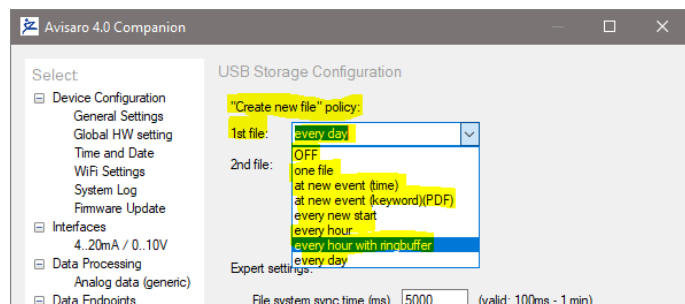 Avisaro 4.0 Companion
Select
Device Configuration
General Settings
Global HW setting
Time and Date
WiFi Settings
System Log
Firmware Update
Interfaces
4..20mA / 0..10V
Data Processing
Analog data (generic)
Data Endpoints
USB Storage Configuration
"Create new file" policy:
1st file: every day
2nd file:
OFF
one file
at new event (time)
at new event (keyword)(PDF)
every new start
every hour
every hour with ringbuffer
every day
Expert settings:
File system sync time (ms) 5000 (valid: 100ms - 1 min)